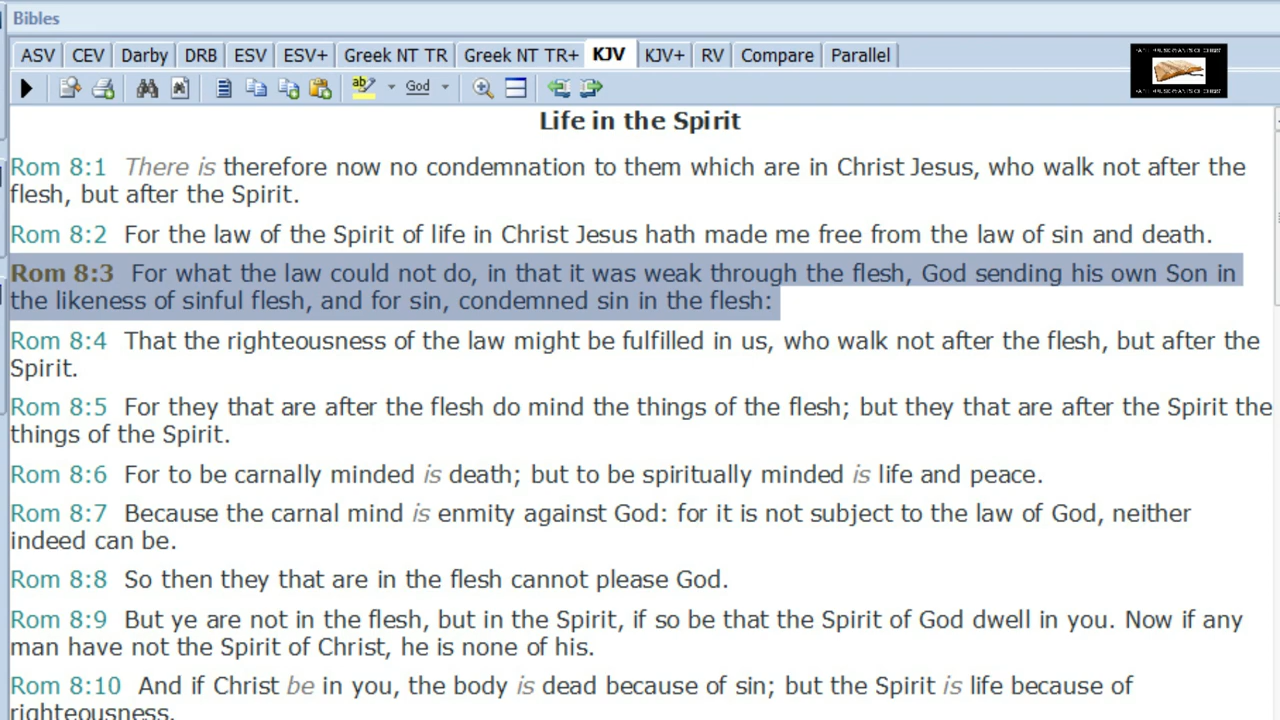 Bibles
ASV CEV Darby DRB ESV ESV+ Greek NT TR Greek NT TR+ KJV KJV+ RV Compare Parallel
ab God
Life in the Spirit
Rom 8:1 There is therefore now no condemnation to them which are in Christ Jesus, who walk not after the
flesh, but after the Spirit.
Rom 8:2 For the law of the Spirit of life in Christ Jesus hath made me free from the law of sin and death.
Rom 8:3 For what the law could not do, in that it was weak through the flesh, God sending his own Son in
the likeness of sinful flesh, and for sin, condemned sin in the flesh:
Rom 8:4 That the righteousness of the law might be fulfilled in us, who walk not after the flesh, but after the
Spirit.
Rom 8:5 For they that are after the flesh do mind the things of the flesh; but they that are after the Spirit the
things of the Spirit.
Rom 8:6 For to be carnally minded is death; but to be spiritually minded is life and peace.
Rom 8:7 Because the carnal mind is enmity against God: for it is not subject to the law of God, neither
indeed can be.
Rom 8:8 So then they that are in the flesh cannot please God.
Rom 8:9 But ye are not in the flesh, but in the Spirit, if so be that the Spirit of God dwell in you. Now if any
man have not the Spirit of Christ, he is none of his.
Rom 8:10 And if Christ be in you, the body is dead because of sin; but the Spirit is life because of
righteousness.